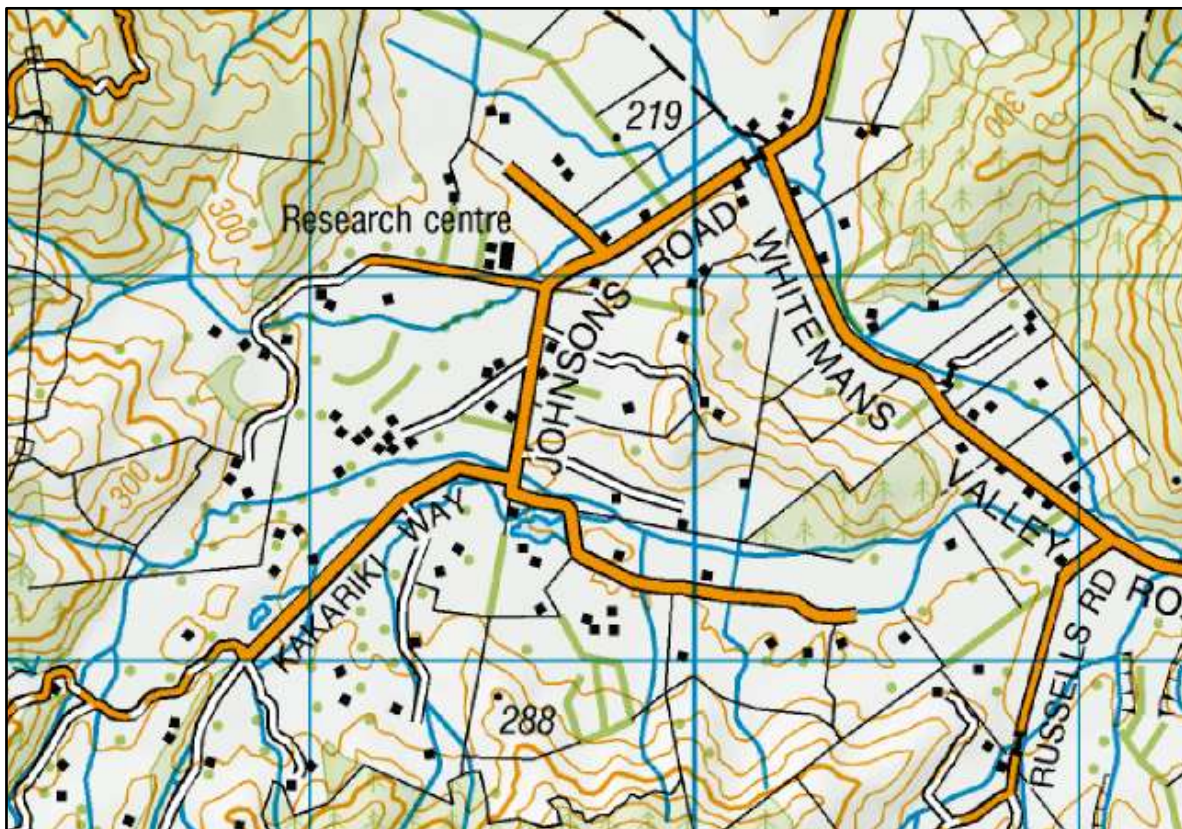 219
300
300
Research centre
JOHNSONS ROAD
WHITEMANS VALLEY RO
300
KAKARIKI WAY
RUSSELLS RD
288